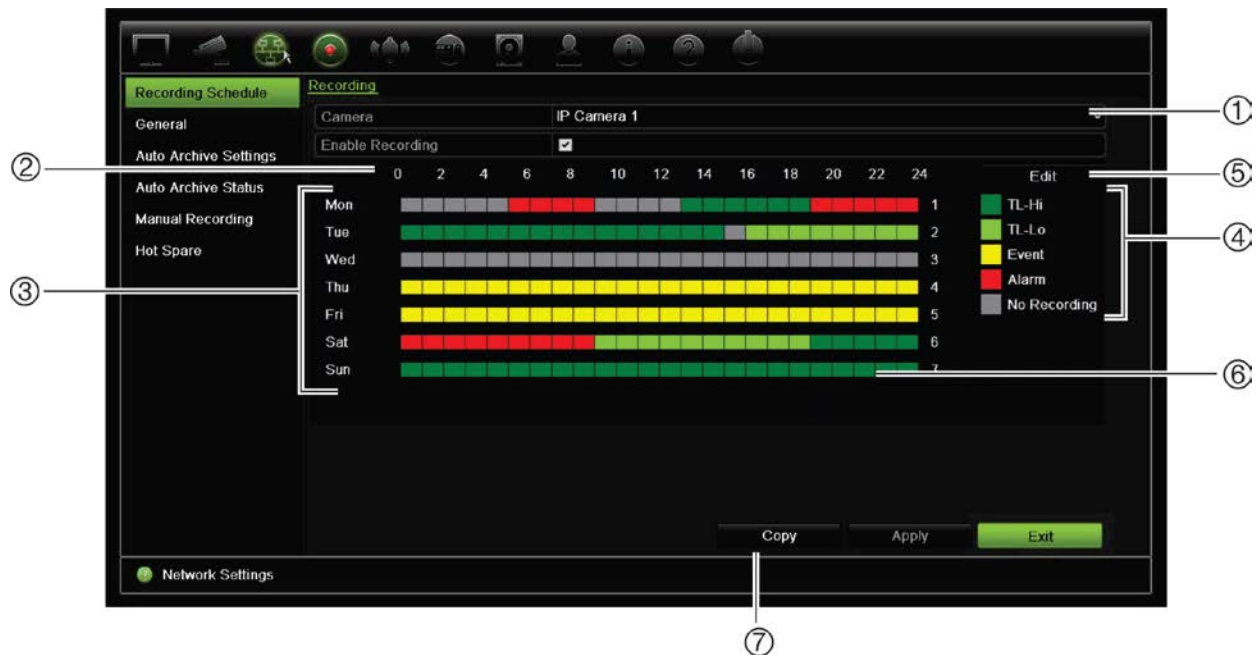 Recording Schedule
General
Auto Archive Settings
Auto Archive Status
Manual Recording
Hot Spare
Recording
Camera IP Camera 1
Enable Recording
0 2 4 6 8 10 12 14 16 18 20 22 24
Edit
Mon 1
Tue 2
Wed 3
Thu 4
Fri 5
Sat 6
Sun 7
TL-Hi
TL-Lo
Event
Alarm
No Recording
Copy Apply Exit
Network Settings
①
②
③
④
⑤
⑥
⑦